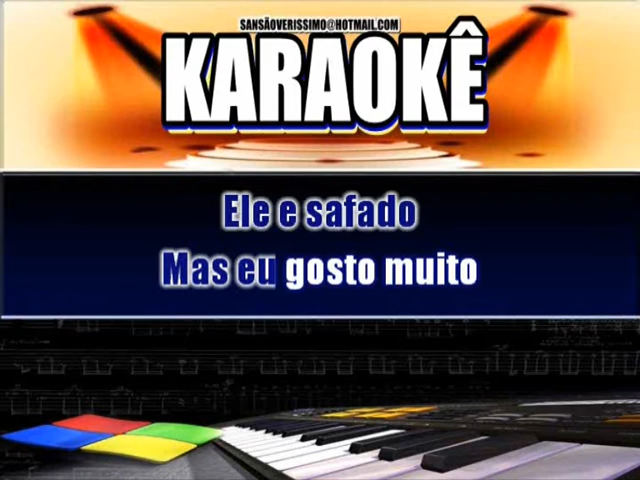 SANSÃOVERISSIMO@HOTMAIL.COM
KARAOKÊ
Ele e safado
Mas eu gosto muito